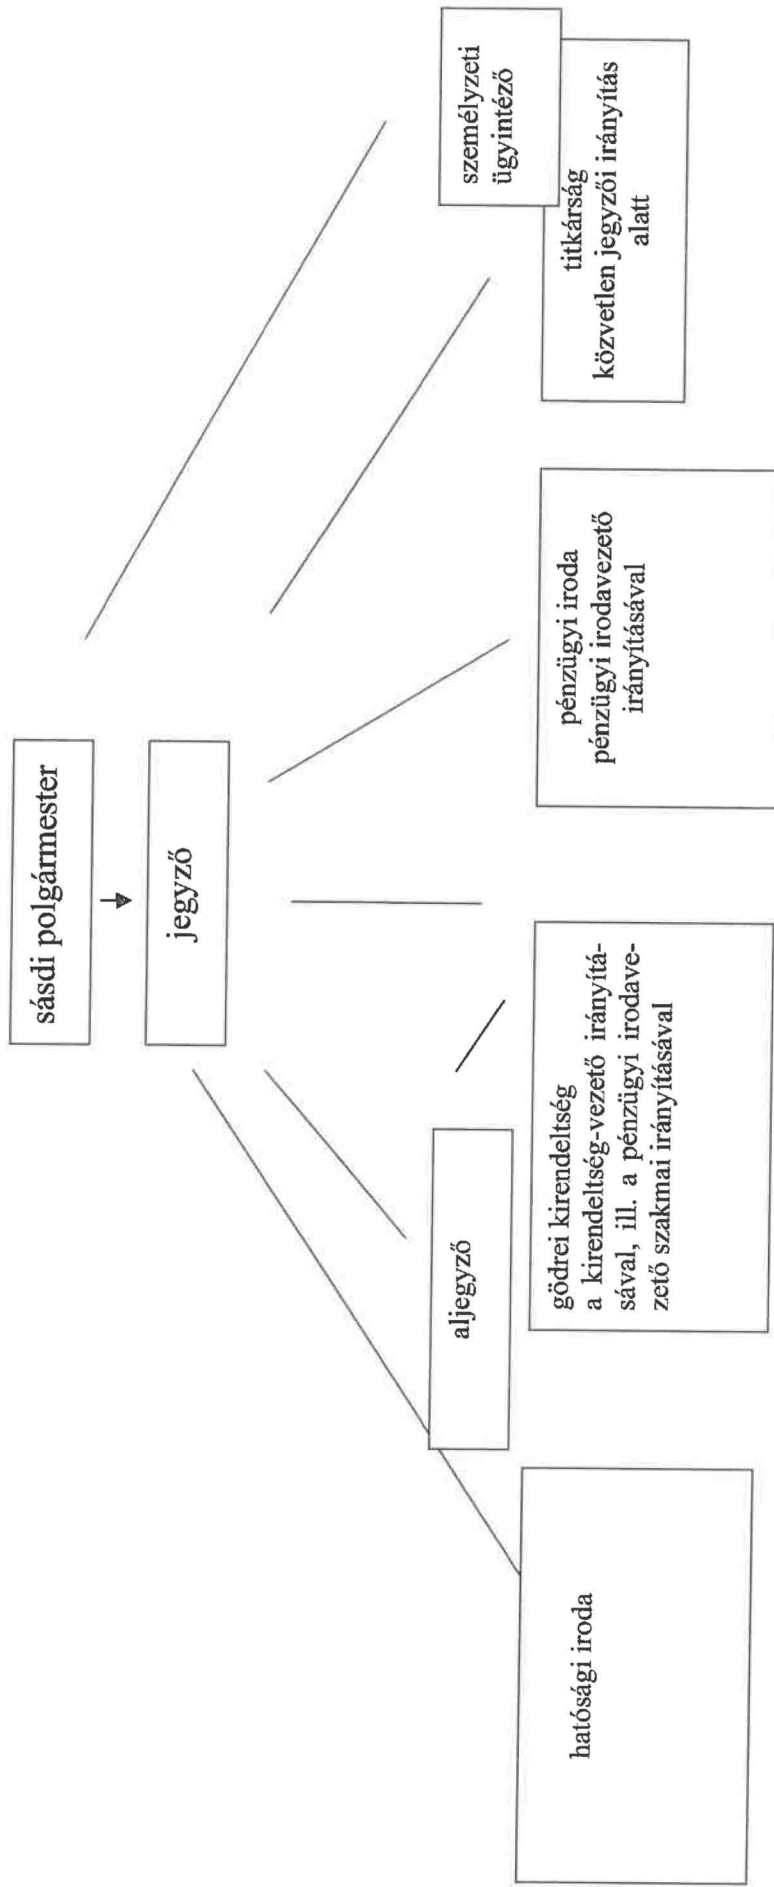 sásdi polgármester
jegyző
aljegyző
személyzeti
ügyintéző
hatósági iroda
gödrei kirendeltség
a kirendeltség-vezető irányítá-
sával, ill. a pénzügyi irodave-
zető szakmai irányításával
pénzügyi iroda
pénzügyi irodavezető
irányításával
titkárság
közvetlen jegyzői irányítás
alatt